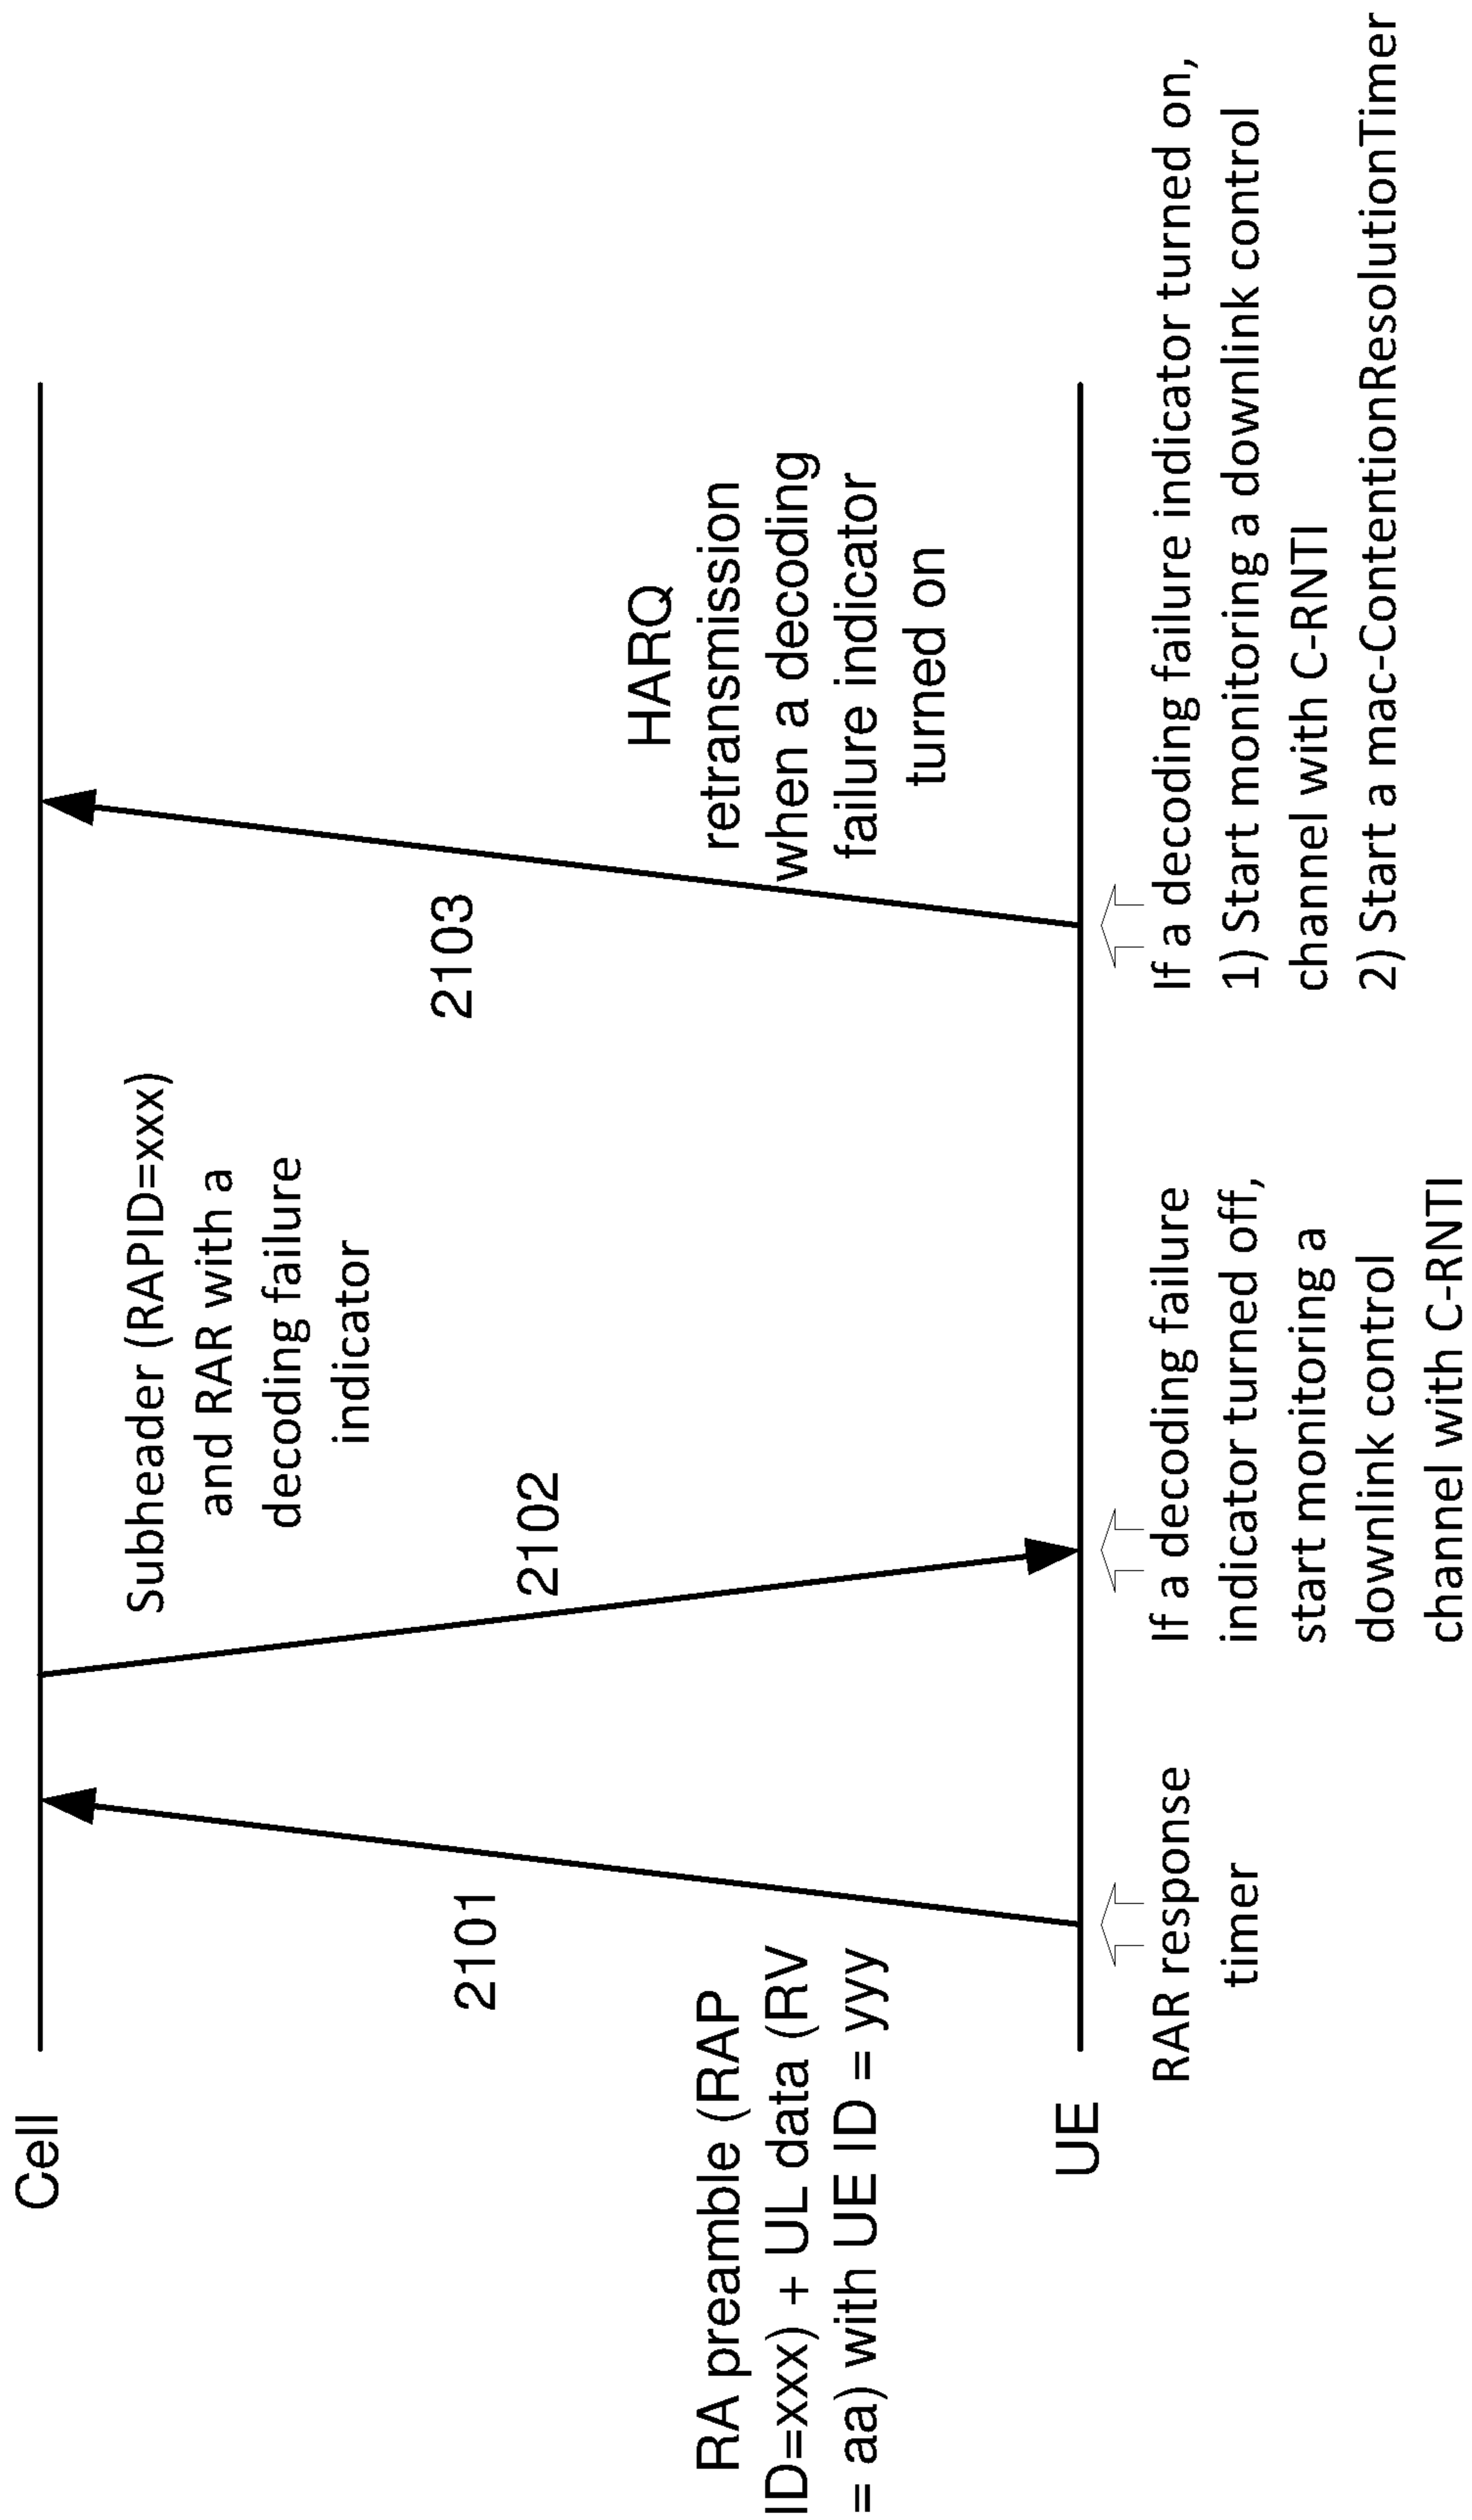 Cell
Subheader (RAPID=xxx)
and RAR with a
decoding failure
indicator
2101
2102
2103
RA preamble (RAP
ID=xxx) + UL data (RV
= aa) with UE ID = yyy
HARQ
retransmission
when a decoding
failure indicator
turned on
UE
RAR response
timer
If a decoding failure
indicator turned off,
start monitoring a
downlink control
channel with C-RNTI
If a decoding failure indicator turned on,
1) Start monitoring a downlink control
channel with C-RNTI
2) Start a mac-ContentionResolutionTimer